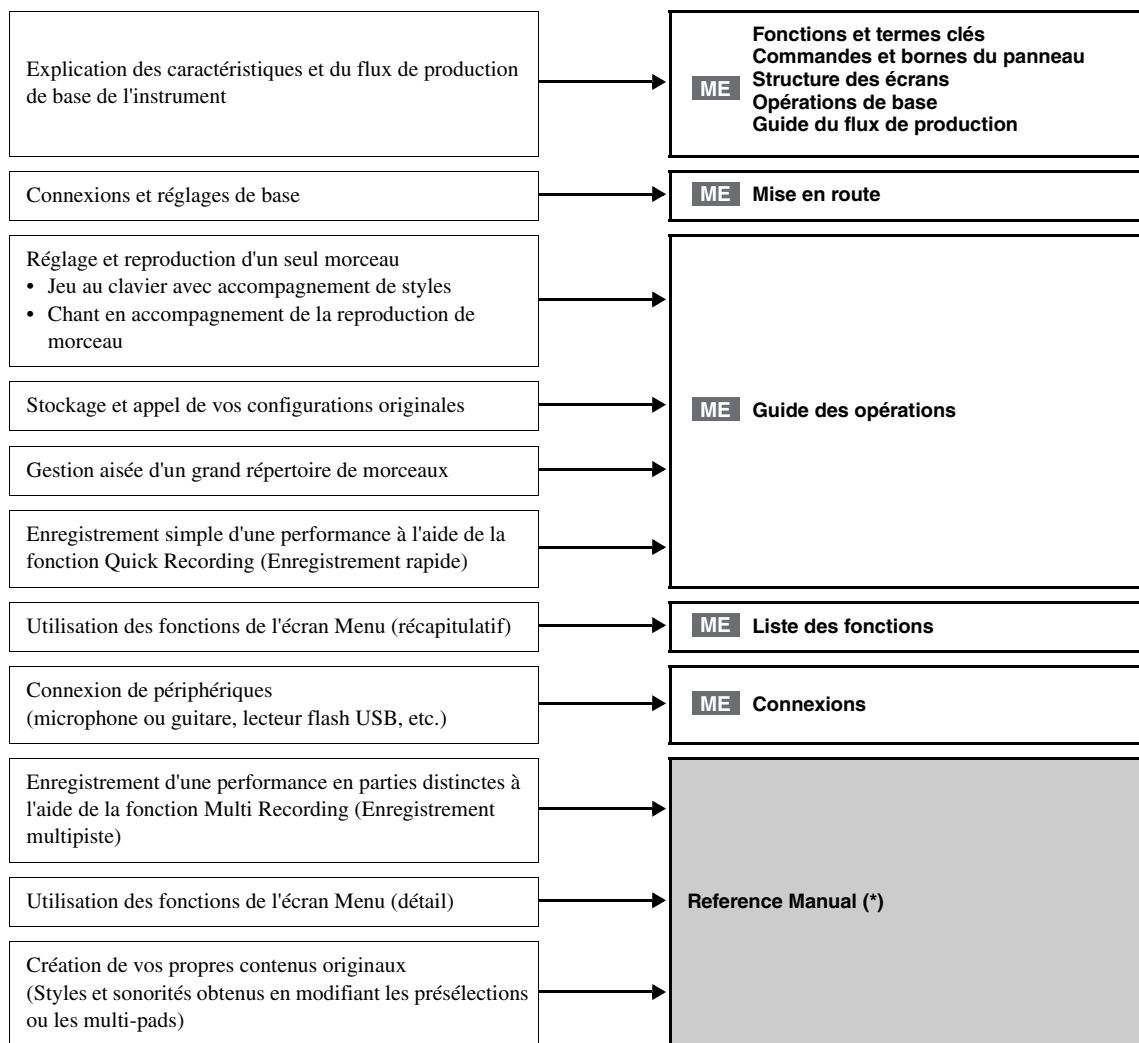 Explication des caractéristiques et du flux de production
de base de l'instrument
ME
Fonctions et termes clés
Commandes et bornes du panneau
Structure des écrans
Opérations de base
Guide du flux de production
Connexions et réglages de base
ME Mise en route
Réglage et reproduction d'un seul morceau
• Jeu au clavier avec accompagnement de styles
• Chant en accompagnement de la reproduction de
morceau
Stockage et appel de vos configurations originales
Gestion aisée d'un grand répertoire de morceaux
Enregistrement simple d'une performance à l'aide de la
fonction Quick Recording (Enregistrement rapide)
ME Guide des opérations
Utilisation des fonctions de l'écran Menu (récapitulatif)
ME Liste des fonctions
Connexion de périphériques
(microphone ou guitare, lecteur flash USB, etc.)
ME Connexions
Enregistrement d'une performance en parties distinctes à
l'aide de la fonction Multi Recording (Enregistrement
multipiste)
Utilisation des fonctions de l'écran Menu (détail)
Création de vos propres contenus originaux
(Styles et sonorités obtenus en modifiant les présélections
ou les multi-pads)
Reference Manual (*)